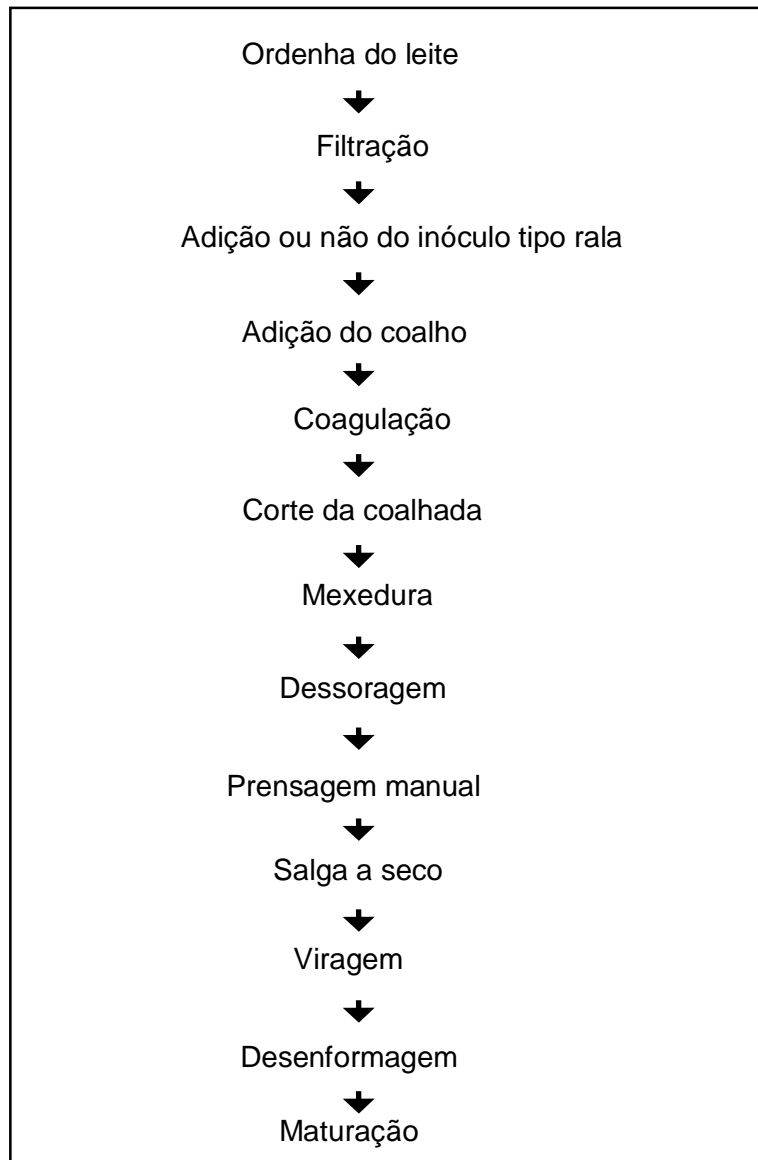 Ordenha do leite
Filtração
Adição ou não do inóculo tipo rala
Adição do coalho
Coagulação
Corte da coalhada
Mexedura
Dessoragem
Prensagem manual
Salga a seco
Viragem
Desenformagem
Maturação